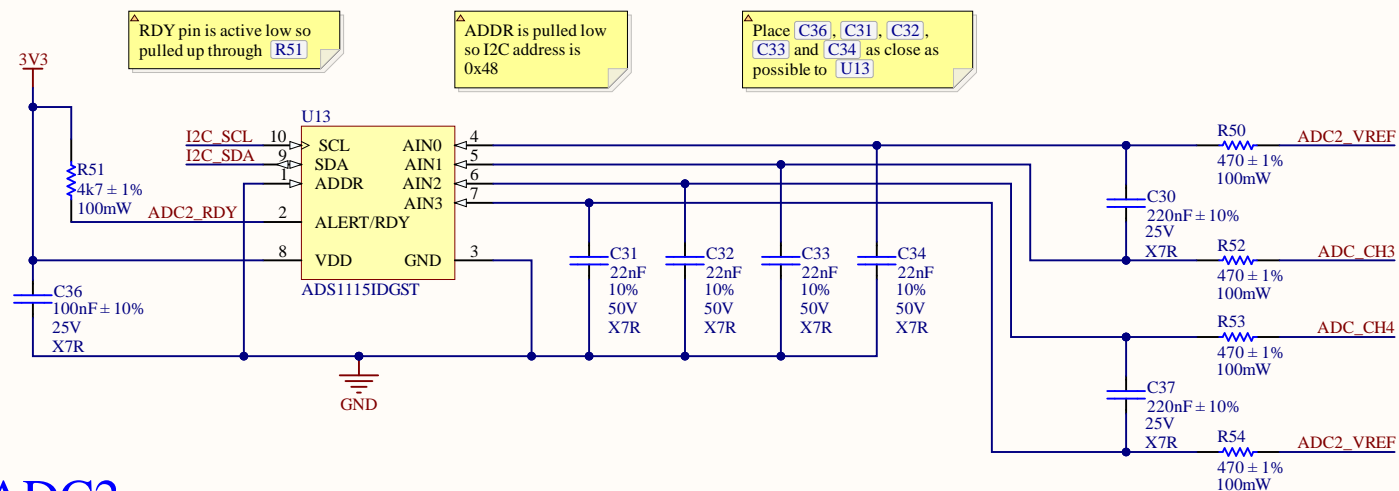 RDY pin is active low so
pulled up through R51
ADDR is pulled low
so I2C address is
0x48
Place C36, C31, C32,
C33 and C34 as close as
possible to U13
3V3
U13
I2C_SCL 10 SCL AIN0 4
I2C_SDA 9 SDA AIN1 5
1 ADDR AIN2 6
AIN3 7
ADC2_RDY 2 ALERT/RDY
8 VDD GND 3
ADS1115IDGST
R51
4k7 ± 1%
100mW
C36
100nF ± 10%
25V
X7R
GND
C31
22nF
10%
50V
X7R
C32
22nF
10%
50V
X7R
C33
22nF
10%
50V
X7R
C34
22nF
10%
50V
X7R
R50
470 ± 1%
100mW
ADC2_VREF
C30
220nF ± 10%
25V
X7R
R52
470 ± 1%
100mW
ADC_CH3
R53
470 ± 1%
100mW
ADC_CH4
C37
220nF ± 10%
25V
X7R
R54
470 ± 1%
100mW
ADC2_VREF
ADC2